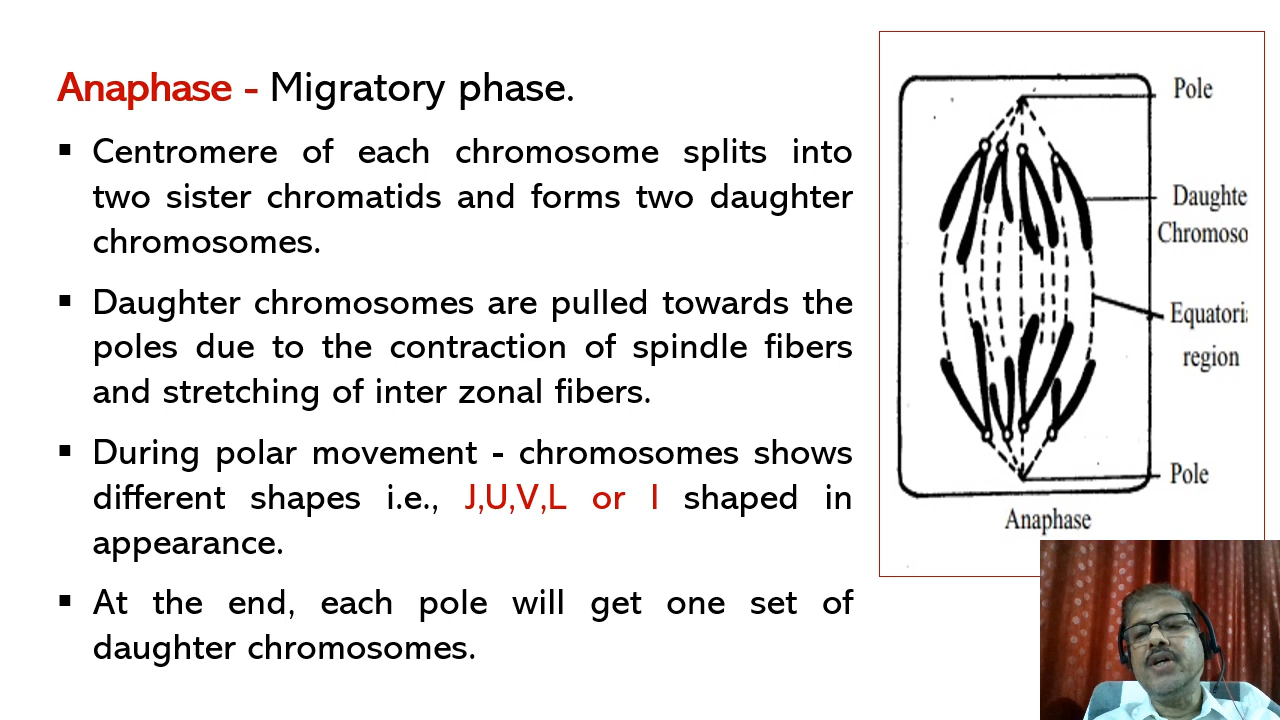 Anaphase - Migratory phase.
▪ Centromere of each chromosome splits into
two sister chromatids and forms two daughter
chromosomes.
▪ Daughter chromosomes are pulled towards the
poles due to the contraction of spindle fibers
and stretching of inter zonal fibers.
▪ During polar movement - chromosomes shows
different shapes i.e., J,U,V,L or I shaped in
appearance.
▪ At the end, each pole will get one set of
daughter chromosomes.
Pole
Daughte
Chromoso
Equatori
region
Pole
Anaphase